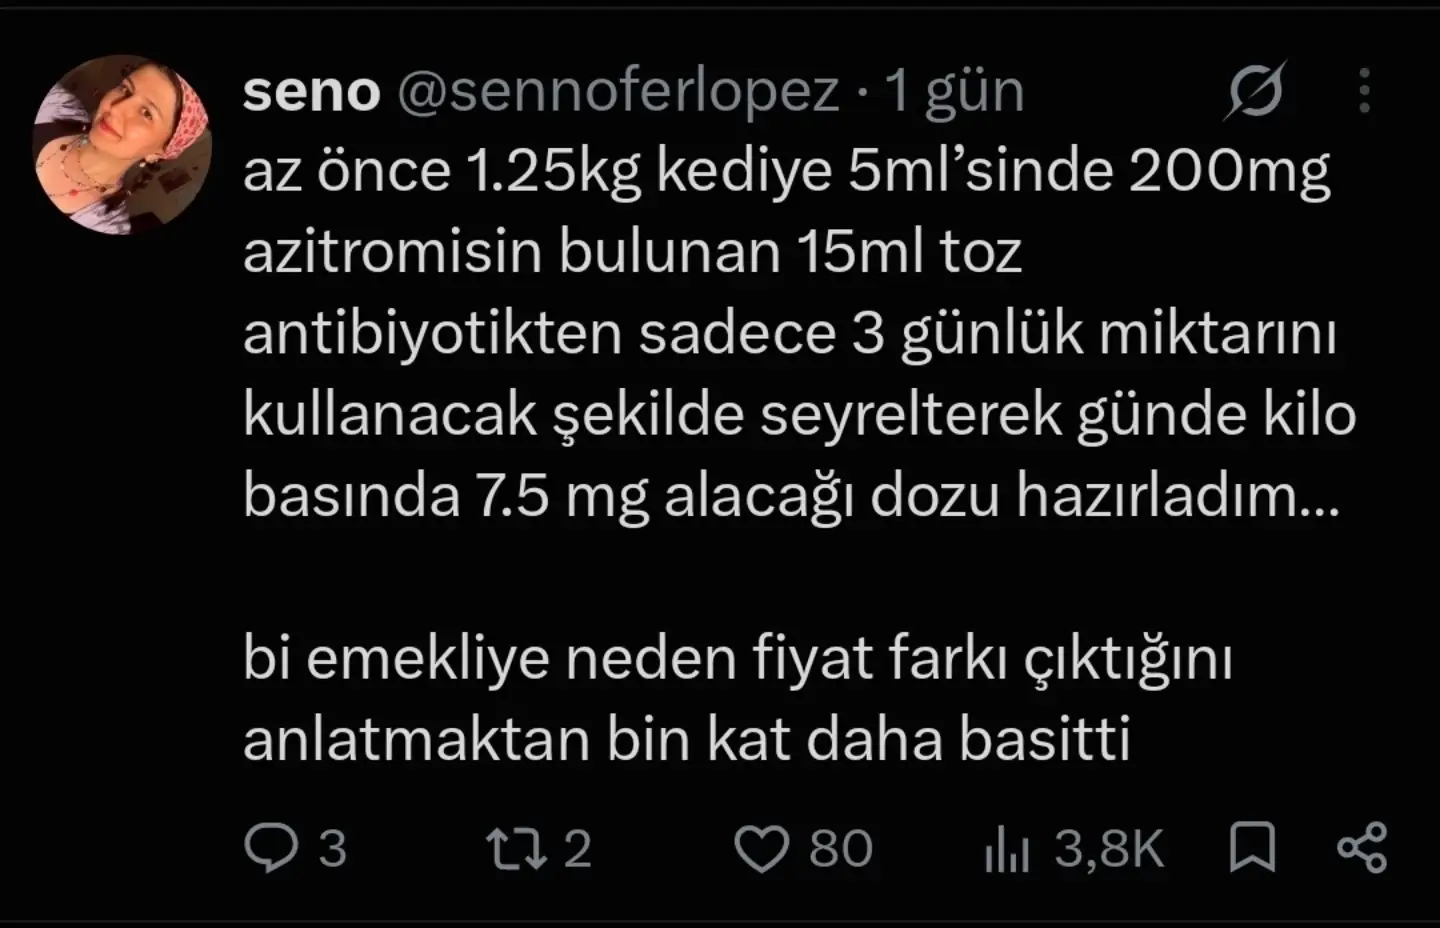 seno @sennoferlopez · 1 gün
az önce 1.25kg kediye 5ml’sinde 200mg
azitromisin bulunan 15ml toz
antibiyotikten sadece 3 günlük miktarını
kullanacak şekilde seyrelterek günde kilo
basında 7.5 mg alacağı dozu hazırladım...
bi emekliye neden fiyat farkı çıktığını
anlatmaktan bin kat daha basitti
3 2 80 3,8K